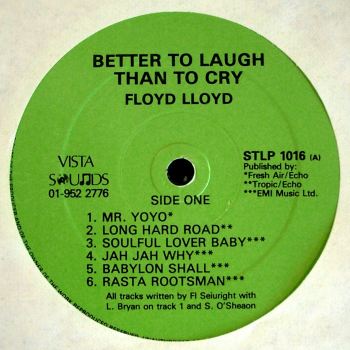 BETTER TO LAUGH
THAN TO CRY
FLOYD LLOYD
VISTA
SOUNDS
01-952 2776
STLP 1016 (A)
Published by:
*Fresh Air/Echo
**Tropic/Echo
***EMI Music Ltd.
SIDE ONE
1. MR. YOYO*
2. LONG HARD ROAD**
3. SOULFUL LOVER BABY***
4. JAH JAH WHY***
5. BABYLON SHALL***
6. RASTA ROOTSMAN***
All tracks written by Fl Seiuright with
L. Bryan on track 1 and S. O'Sheaon